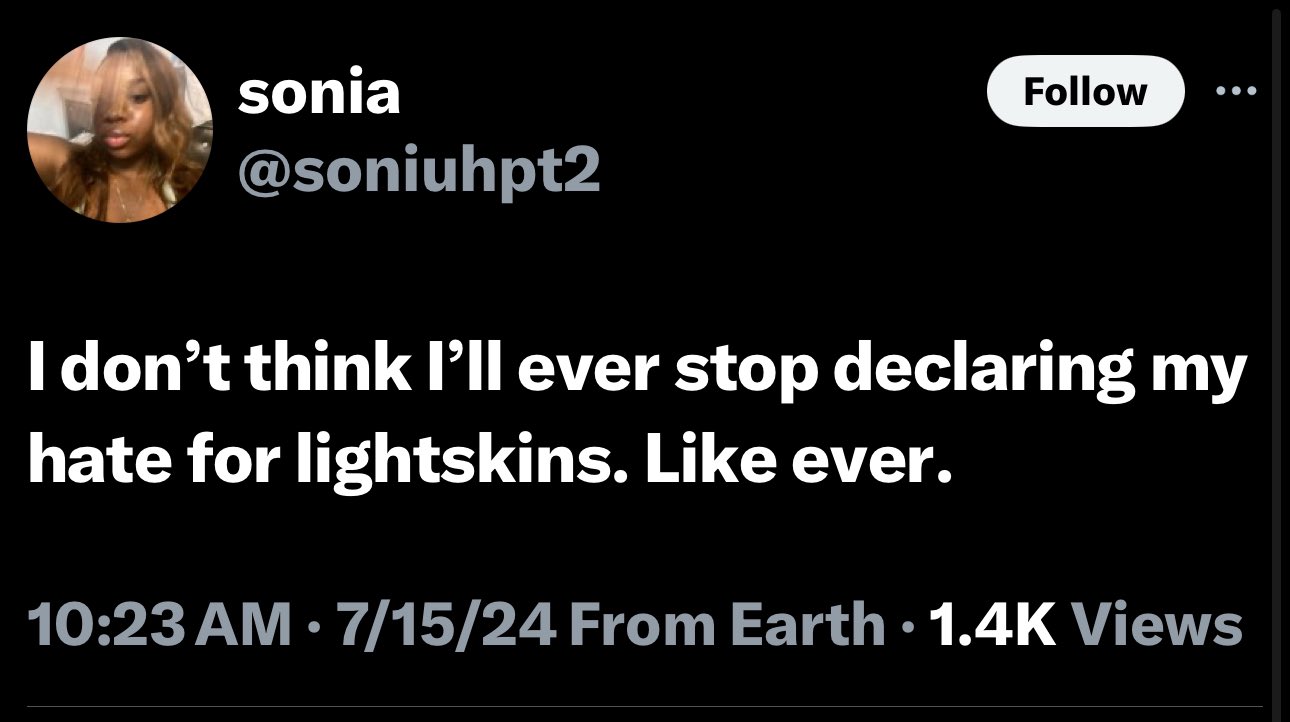 sonia
Follow ...
@soniuhpt2
I don’t think I’ll ever stop declaring my
hate for lightskins. Like ever.
10:23 AM · 7/15/24 From Earth · 1.4K Views